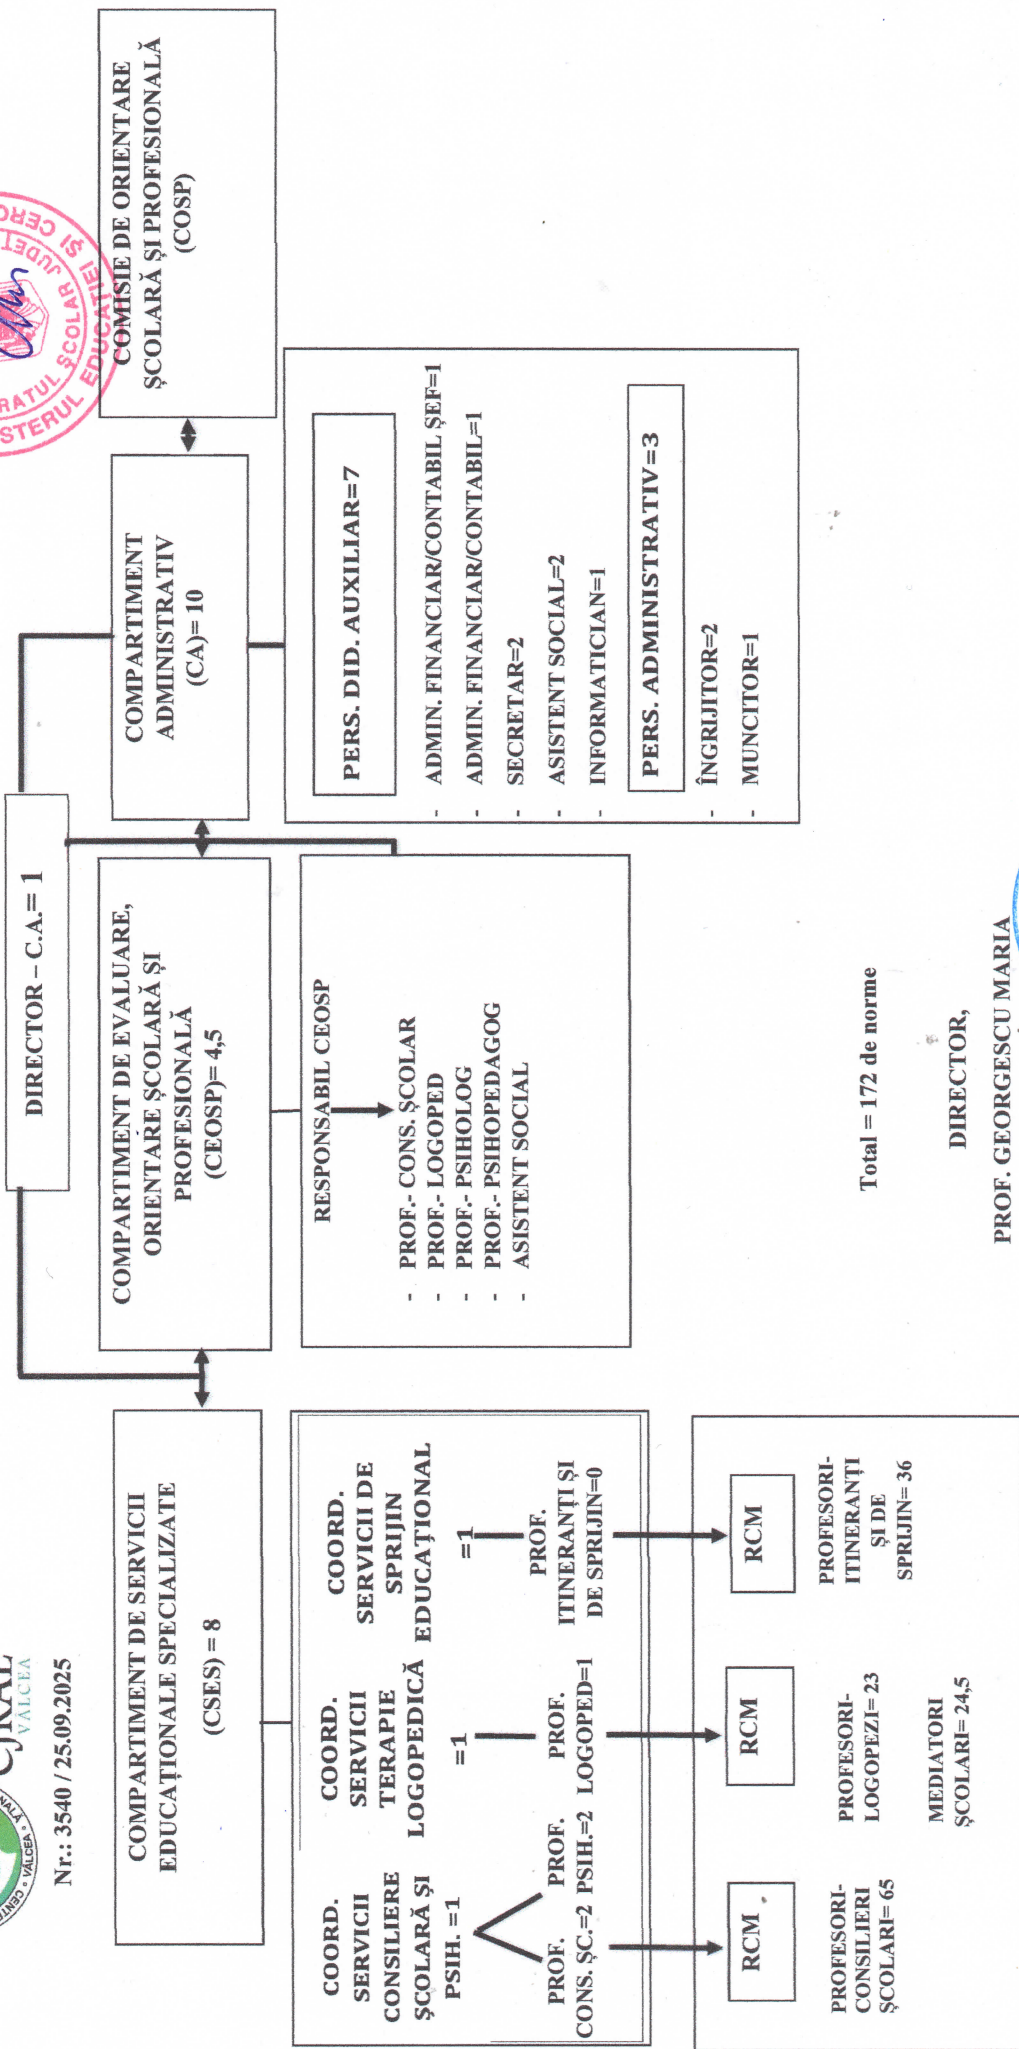 CJRAE
VÂLCEA
Nr.: 3540 / 25.09.2025
DIRECTOR – C.A.= 1
COMPARTIMENT DE SERVICII
EDUCAȚIONALE SPECIALIZATE
(CSES) = 8
COMPARTIMENT DE EVALUARE,
ORIENTARE ȘCOLARĂ ȘI
PROFESIONALĂ
(CEOSP)= 4,5
COMPARTIMENT
ADMINISTRATIV
(CA)= 10
COMISIE DE ORIENTARE
ȘCOLARĂ ȘI PROFESIONALĂ
(COSP)
COORD.
SERVICII
CONSILIERE
ȘCOLARĂ ȘI
PSIH. =1
PROF.
CONS. ȘC.=2
PROF.
PSIH.=2
COORD.
SERVICII
TERAPIE
LOGOPEDICĂ
=1
PROF.
LOGOPED=1
COORD.
SERVICII DE
SPRIJIN
EDUCAȚIONAL
=1
PROF.
ITINERANȚI ȘI
DE SPRIJIN=0
RCM
PROFESORI-
CONSILIERI
ȘCOLARI= 65
RCM
PROFESORI-
LOGOPEZI= 23
MEDIATORI
ȘCOLARI= 24,5
RCM
PROFESORI-
ITINERANȚI
ȘI DE
SPRIJIN= 36
RESPONSABIL CEOSP
- PROF.- CONS. ȘCOLAR
- PROF.- LOGOPED
- PROF.- PSIHOLOG
- PROF.- PSIHOPEDAGOG
- ASISTENT SOCIAL
PERS. DID. AUXILIAR=7
- ADMIN. FINANCIAR/CONTABIL ȘEF=1
- ADMIN. FINANCIAR/CONTABIL=1
- SECRETAR=2
- ASISTENT SOCIAL=2
- INFORMATICIAN=1
PERS. ADMINISTRATIV=3
- ÎNGRIJITOR=2
- MUNCITOR=1
Total = 172 de norme
DIRECTOR,
PROF. GEORGESCU MARIA